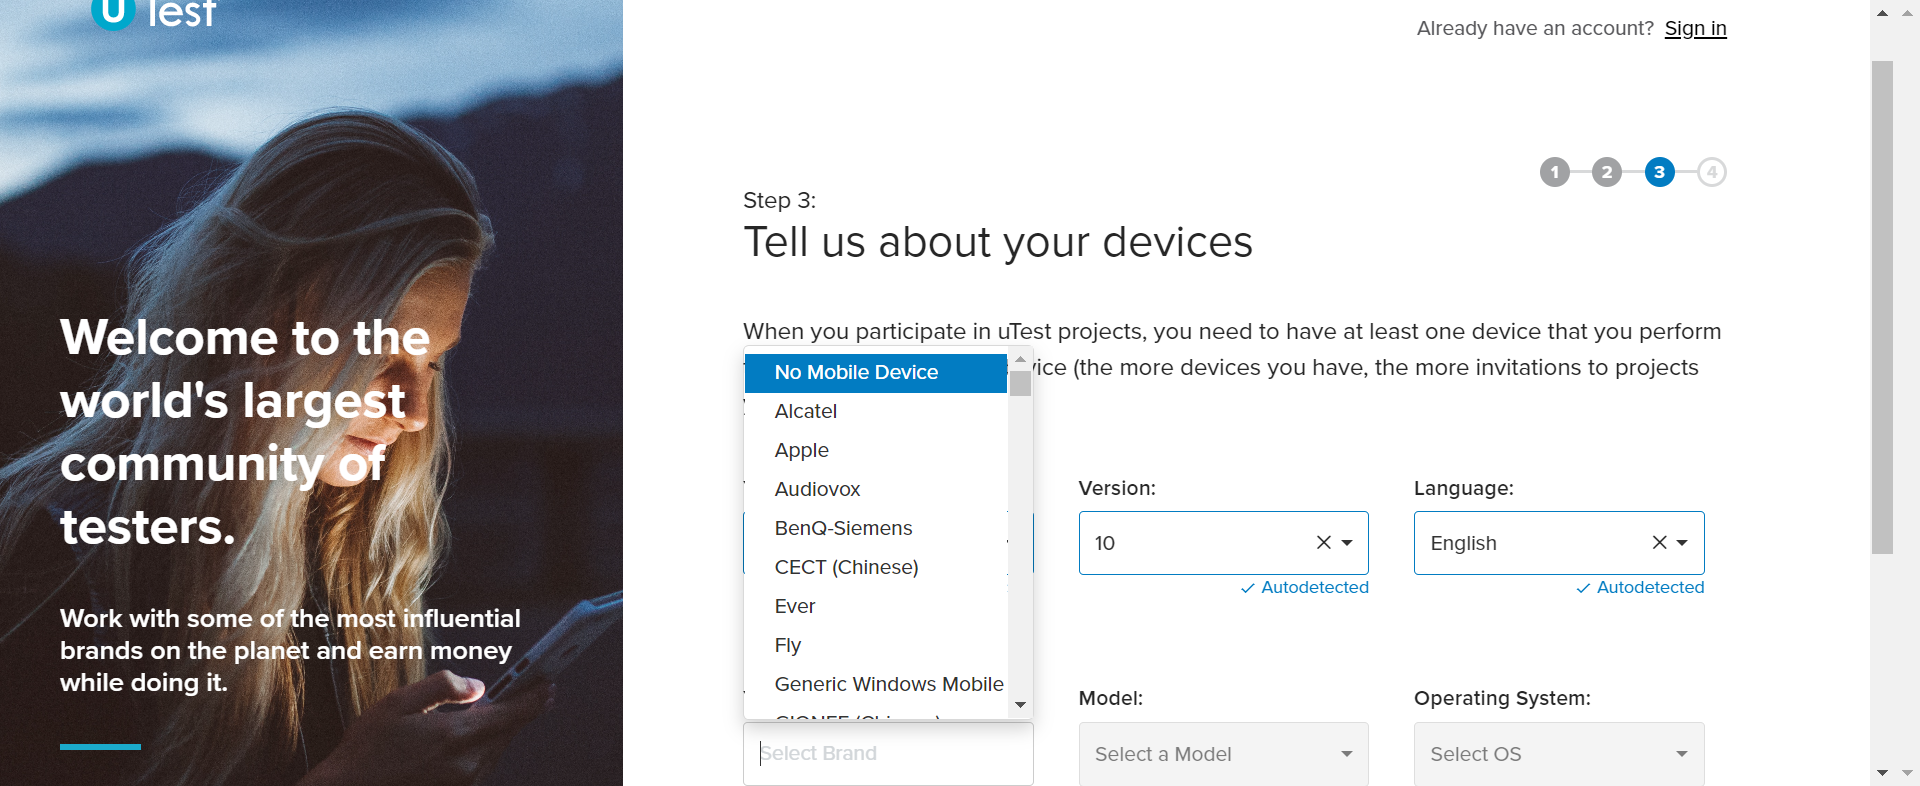 uTest
Welcome to the
world's largest
community of
testers.
Work with some of the most influential
brands on the planet and earn money
while doing it.
Already have an account? Sign in
1 2 3 4
Step 3:
Tell us about your devices
When you participate in uTest projects, you need to have at least one device that you perform
(the more devices you have, the more invitations to projects
No Mobile Device
Alcatel
Apple
Audiovox
BenQ-Siemens
CECT (Chinese)
Ever
Fly
Generic Windows Mobile
Select Brand
Version:
10
Autodetected
Language:
English
Autodetected
Model:
Select a Model
Operating System:
Select OS